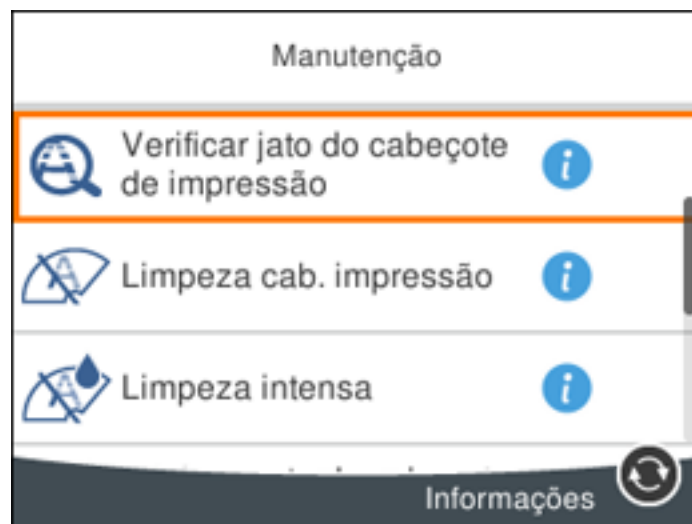 Manutenção
Verificar jato do cabeçote
de impressão
Limpeza cab. impressão
Limpeza intensa
Informações